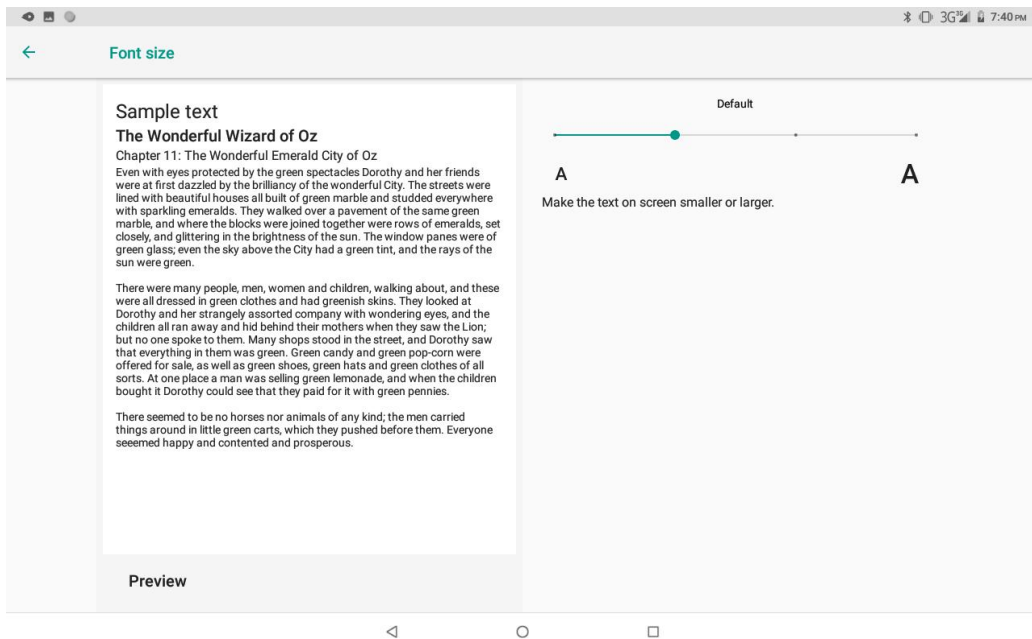 3G 3G 7:40 PM
Font size
Sample text
The Wonderful Wizard of Oz
Chapter 11: The Wonderful Emerald City of Oz
Even with eyes protected by the green spectacles Dorothy and her friends
were at first dazzled by the brilliancy of the wonderful City. The streets were
lined with beautiful houses all built of green marble and studded everywhere
with sparkling emeralds. They walked over a pavement of the same green
marble, and where the blocks were joined together were rows of emeralds, set
closely, and glittering in the brightness of the sun. The window panes were of
green glass; even the sky above the City had a green tint, and the rays of the
sun were green.
There were many people, men, women and children, walking about, and these
were all dressed in green clothes and had greenish skins. They looked at
Dorothy and her strangely assorted company with wondering eyes, and the
children all ran away and hid behind their mothers when they saw the Lion;
but no one spoke to them. Many shops stood in the street, and Dorothy saw
that everything in them was green. Green candy and green pop-corn were
offered for sale, as well as green shoes, green hats and green clothes of all
sorts. At one place a man was selling green lemonade, and when the children
bought it Dorothy could see that they paid for it with green pennies.
There seemed to be no horses nor animals of any kind; the men carried
things around in little green carts, which they pushed before them. Everyone
seeemed happy and contented and prosperous.
Preview
Default
A A
Make the text on screen smaller or larger.